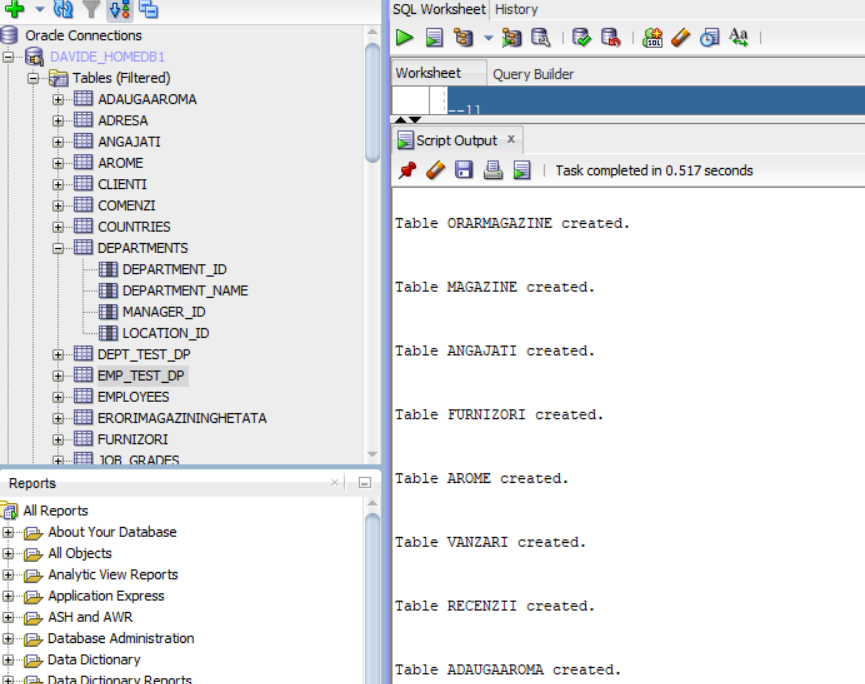 Oracle Connections
DAVIDE_HOMEDB1
Tables (Filtered)
ADAUGAAROMA
ADRESA
ANGAJATI
AROME
CLIENTI
COMENZI
COUNTRIES
DEPARTMENTS
DEPARTMENT_ID
DEPARTMENT_NAME
MANAGER_ID
LOCATION_ID
DEPT_TEST_DP
EMP_TEST_DP
EMPLOYEES
ERORIMAGAZININGHETATA
FURNIZORI
JOB_GRADES
Reports
All Reports
About Your Database
All Objects
Analytic View Reports
Application Express
ASH and AWR
Database Administration
Data Dictionary
Data Dictionary Reports
SQL Worksheet History
Worksheet Query Builder
--11
Script Output x
Task completed in 0.517 seconds
Table ORARMAGAZINE created.
Table MAGAZINE created.
Table ANGAJATI created.
Table FURNIZORI created.
Table AROME created.
Table VANZARI created.
Table RECENZII created.
Table ADAUGAAROMA created.